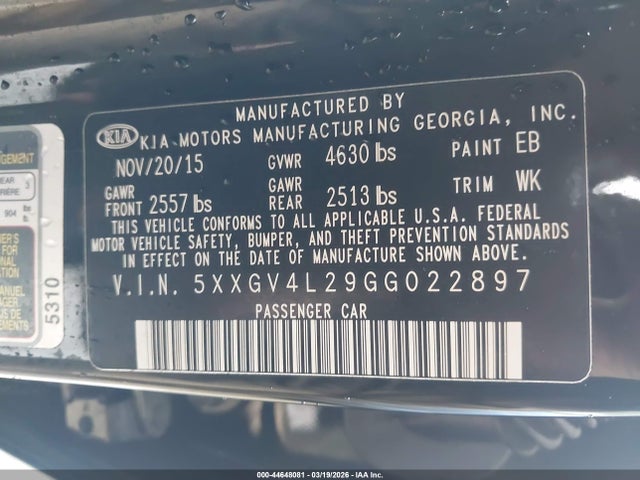 MANUFACTURED BY
KIA KIA MOTORS MANUFACTURING GEORGIA, INC.
NOV/20/15 GVWR 4630 lbs PAINT EB
GAWR FRONT 2557 lbs GAWR REAR 2513 lbs TRIM WK
THIS VEHICLE CONFORMS TO ALL APPLICABLE U.S.A. FEDERAL
MOTOR VEHICLE SAFETY, BUMPER, AND THEFT PREVENTION STANDARDS
IN EFFECT ON THE DATE OF MANUFACTURE SHOWN ABOVE.
V.I.N. 5XXGV4L29GG022897
PASSENGER CAR
904
5310
000-44648081 - 03/19/2026 - IAA Inc.